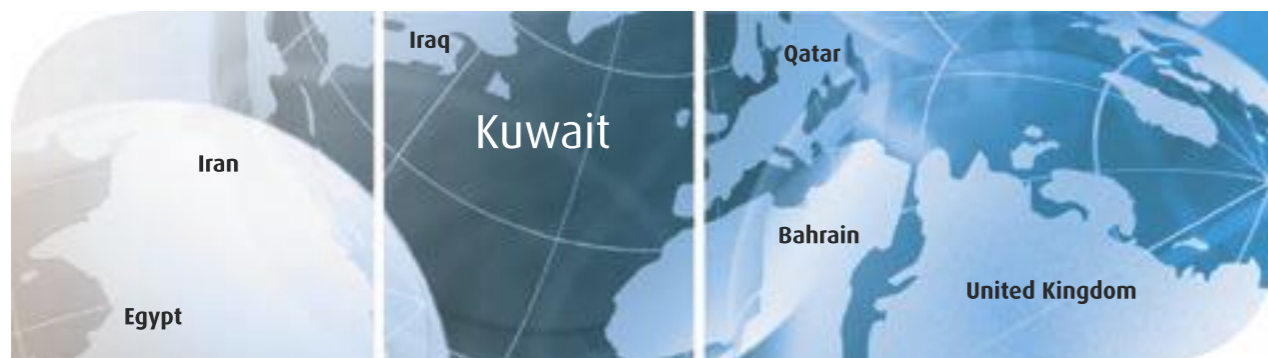 Iraq
Qatar
Kuwait
Iran
Bahrain
United Kingdom
Egypt